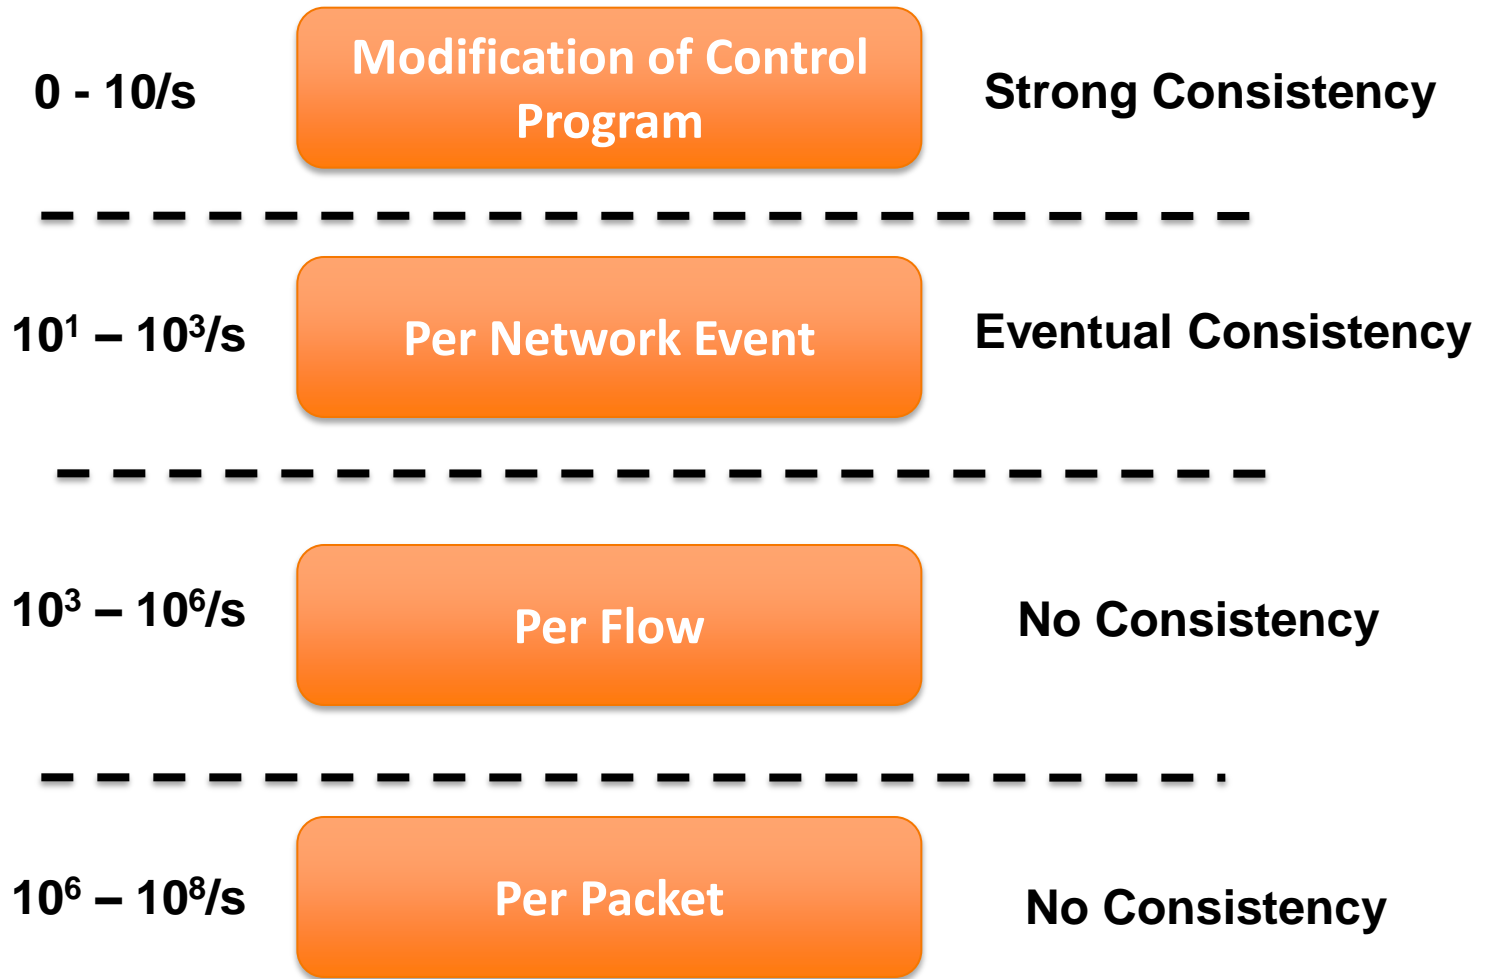 0 - 10/s
Modification of Control
Program
Strong Consistency
10¹ – 10³/s
Per Network Event
Eventual Consistency
10³ – 10⁶/s
Per Flow
No Consistency
10⁶ – 10⁸/s
Per Packet
No Consistency